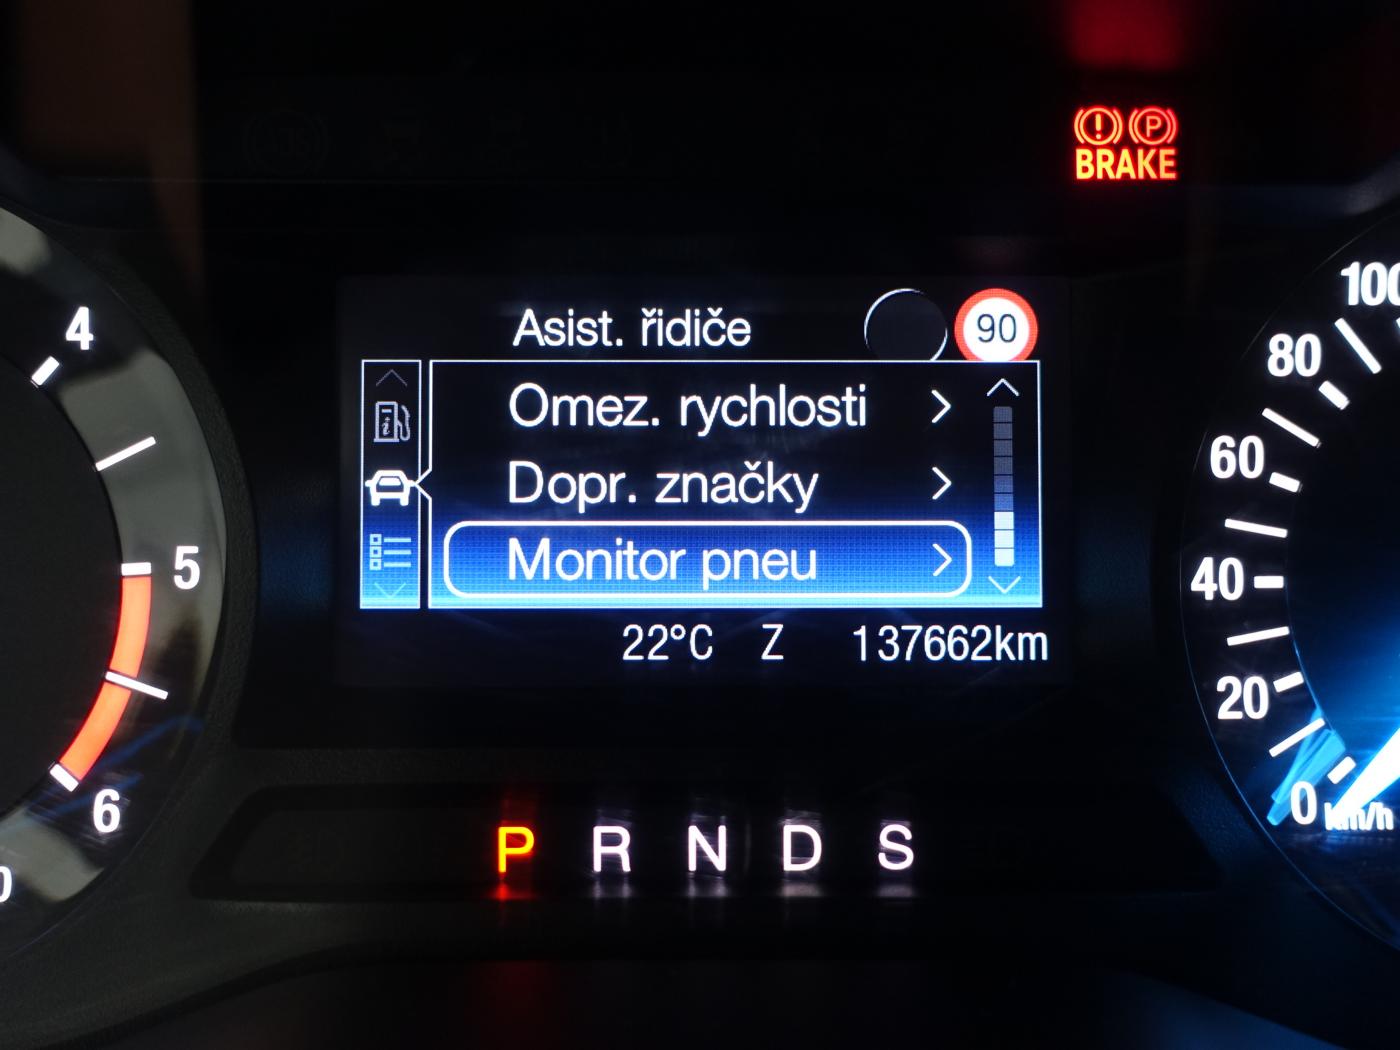 BRAKE
Asist. řidiče 90
Omez. rychlosti
Dopr. značky
Monitor pneu
22°C Z 137662km
P R N D S
4
5
6
0
100
80
60
40
20
0 km/h